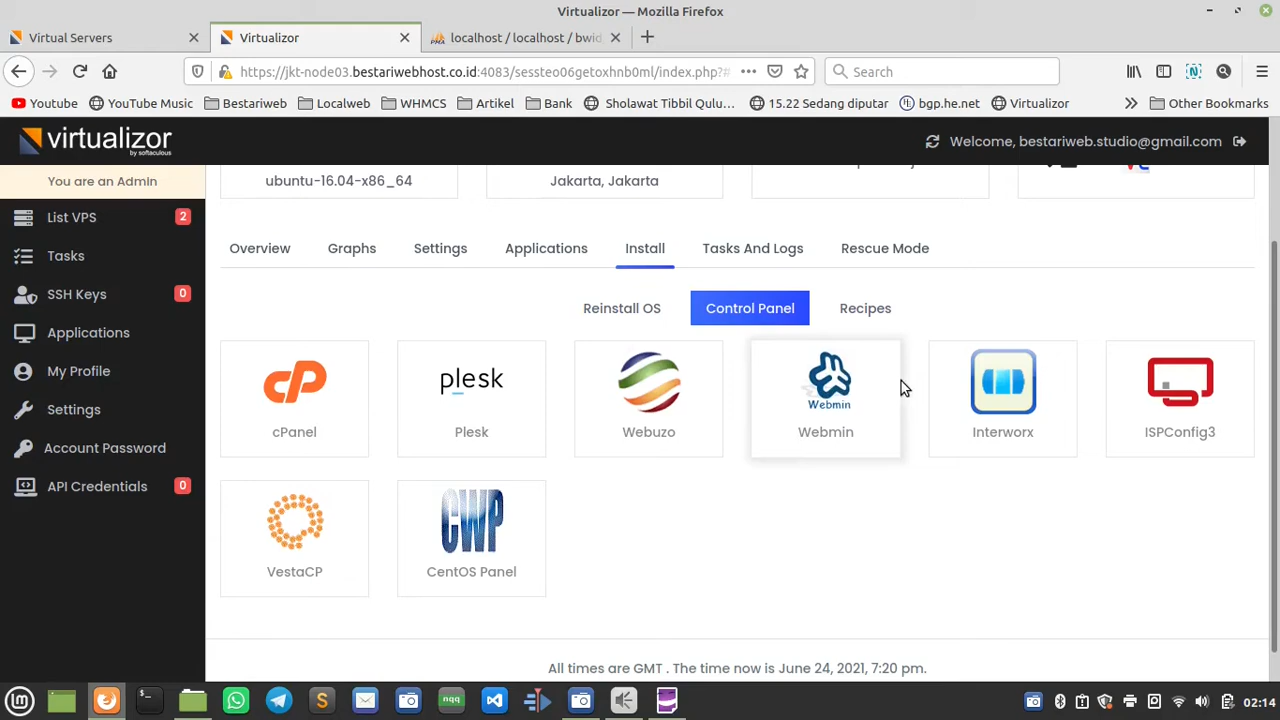 Virtualizor — Mozilla Firefox
Virtual Servers
Virtualizor
localhost / localhost / bwid
https://jkt-node03.bestariwebhost.co.id:4083/sessteo06getoxhnb0ml/index.php?#
Search
Youtube
YouTube Music
Bestariweb
Localweb
WHMCS
Artikel
Bank
Sholawat Tibbil Qulu...
15.22 Sedang diputar
bgp.he.net
Virtualizor
Other Bookmarks
virtualizor
by softaculous
Welcome, bestariweb.studio@gmail.com
You are an Admin
List VPS 2
Tasks
SSH Keys 0
Applications
My Profile
Settings
Account Password
API Credentials 0
ubuntu-16.04-x86_64
Jakarta, Jakarta
Overview
Graphs
Settings
Applications
Install
Tasks And Logs
Rescue Mode
Reinstall OS
Control Panel
Recipes
cP
cPanel
plesk
Plesk
Webuzo
Webmin
Webmin
Interworx
ISPConfig3
VestaCP
CWP
CentOS Panel
All times are GMT . The time now is June 24, 2021, 7:20 pm.
nqq
02:14